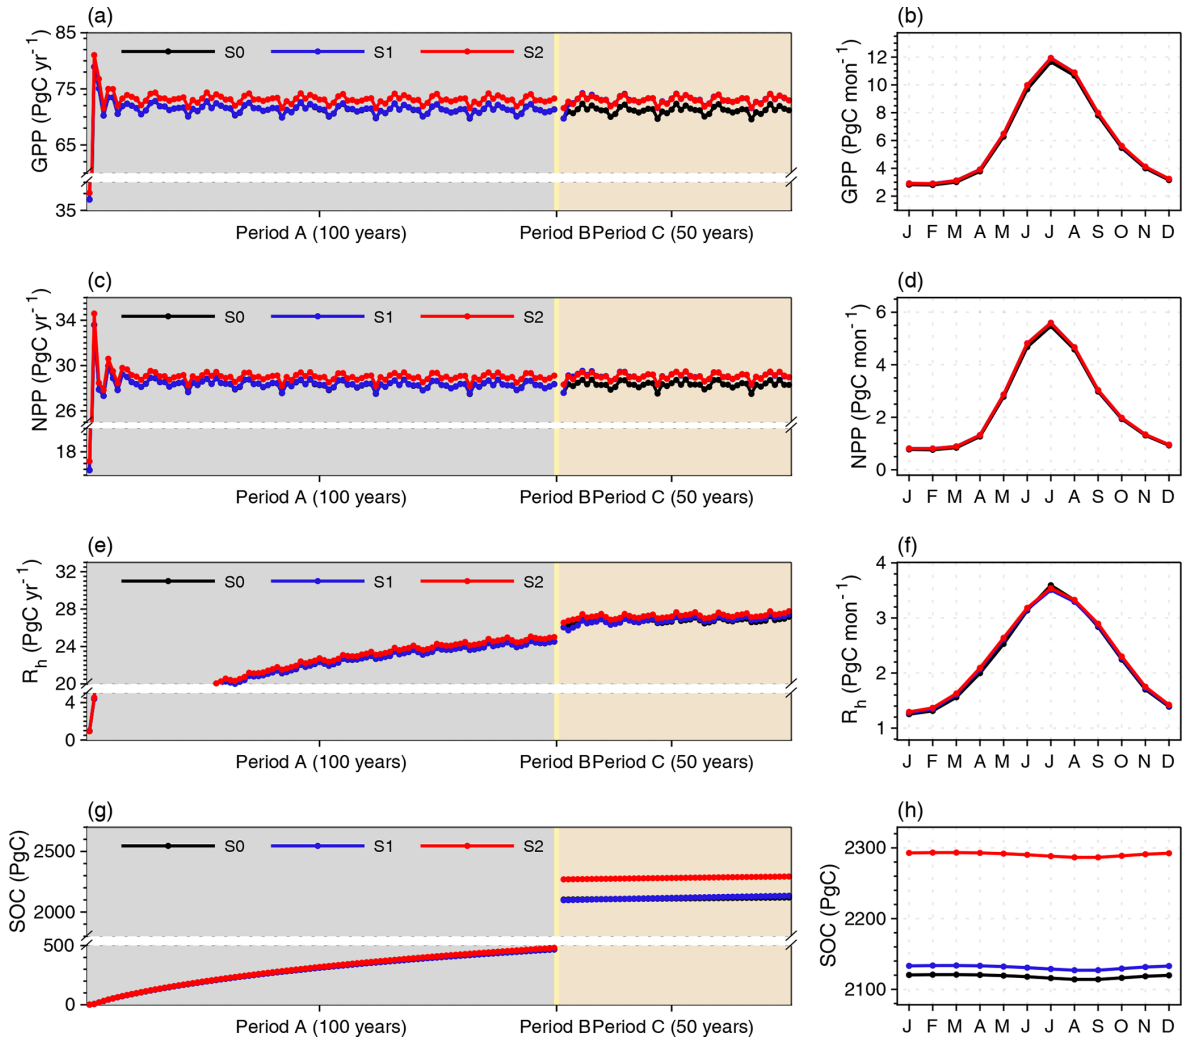 (a)
GPP (PgC yr⁻¹)
85
75
65
35
S0 S1 S2
Period A (100 years) Period B Period C (50 years)
(b)
GPP (PgC mon⁻¹)
12
10
8
6
4
2
J F M A M J J A S O N D
(c)
NPP (PgC yr⁻¹)
34
30
26
18
S0 S1 S2
Period A (100 years) Period B Period C (50 years)
(d)
NPP (PgC mon⁻¹)
6
4
2
0
J F M A M J J A S O N D
(e)
Rₕ (PgC yr⁻¹)
32
28
24
20
4
0
S0 S1 S2
Period A (100 years) Period B Period C (50 years)
(f)
Rₕ (PgC mon⁻¹)
4
3
2
1
J F M A M J J A S O N D
(g)
SOC (PgC)
2500
2000
500
0
S0 S1 S2
Period A (100 years) Period B Period C (50 years)
(h)
SOC (PgC)
2300
2200
2100
J F M A M J J A S O N D